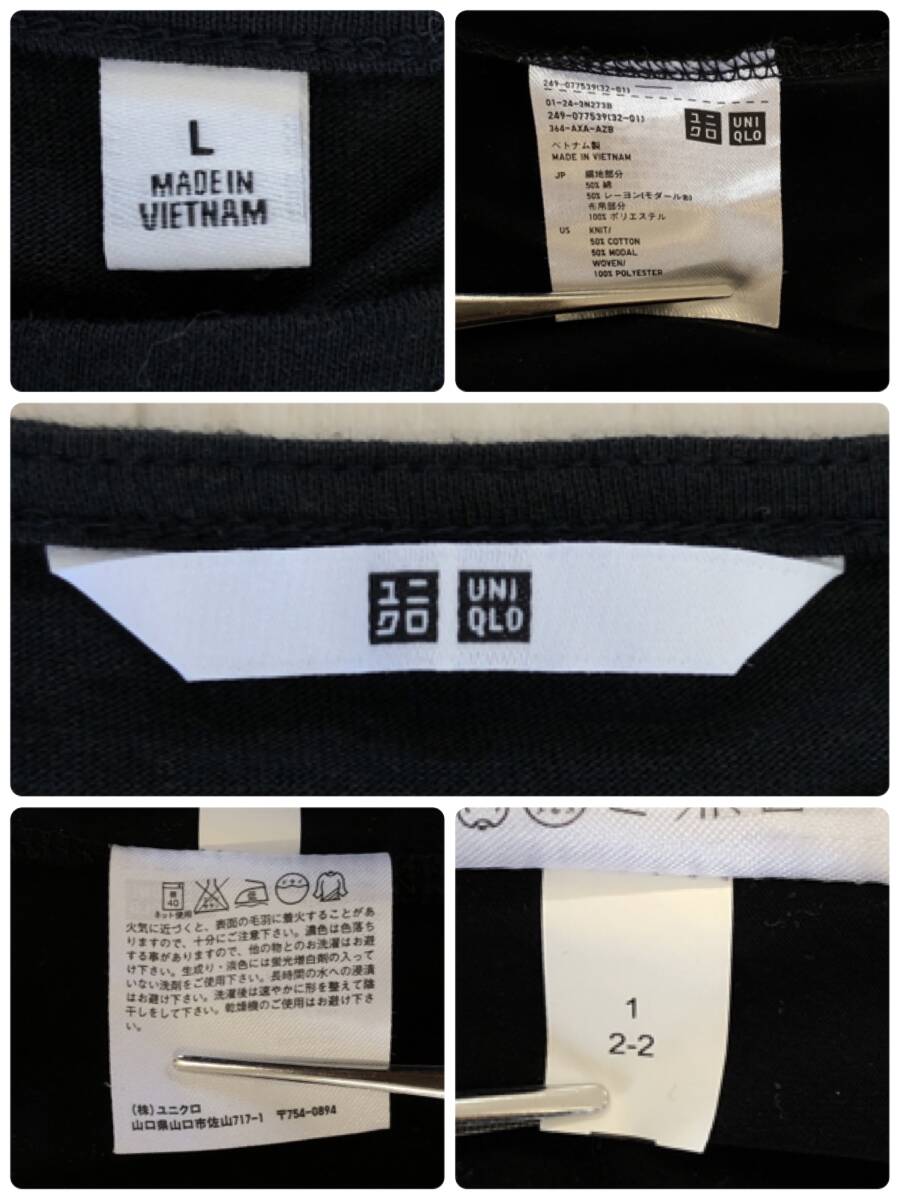 L
MADE IN
VIETNAM
249-077539(32-01)
01-24-3N273B
249-077539(32-01)
364-AXA-AZB
ユニクロ
UNIQLO
ベトナム製
MADE IN VIETNAM
JP 編地部分
50% 綿
50% レーヨン(モダール®)
布帛部分
100% ポリエステル
US KNIT/
50% COTTON
50% MODAL
WOVEN/
100% POLYESTER
ユニ
クロ
UNI
QLO
40
ネット使用
火気に近づくと、表面の毛羽に着火することがあ
りますので、十分にご注意下さい。濃色は色落ち
する事がありますので、他の物とのお洗濯はお避
け下さい。生成り・淡色には蛍光増白剤の入って
いない洗剤をご使用下さい。長時間の水への浸漬
はお避け下さい。洗濯後は速やかに形を整えて陰
干しをして下さい。乾燥機のご使用はお避け下さ
い。
(株)ユニクロ
山口県山口市佐山717-1 〒754-0894
1
2-2